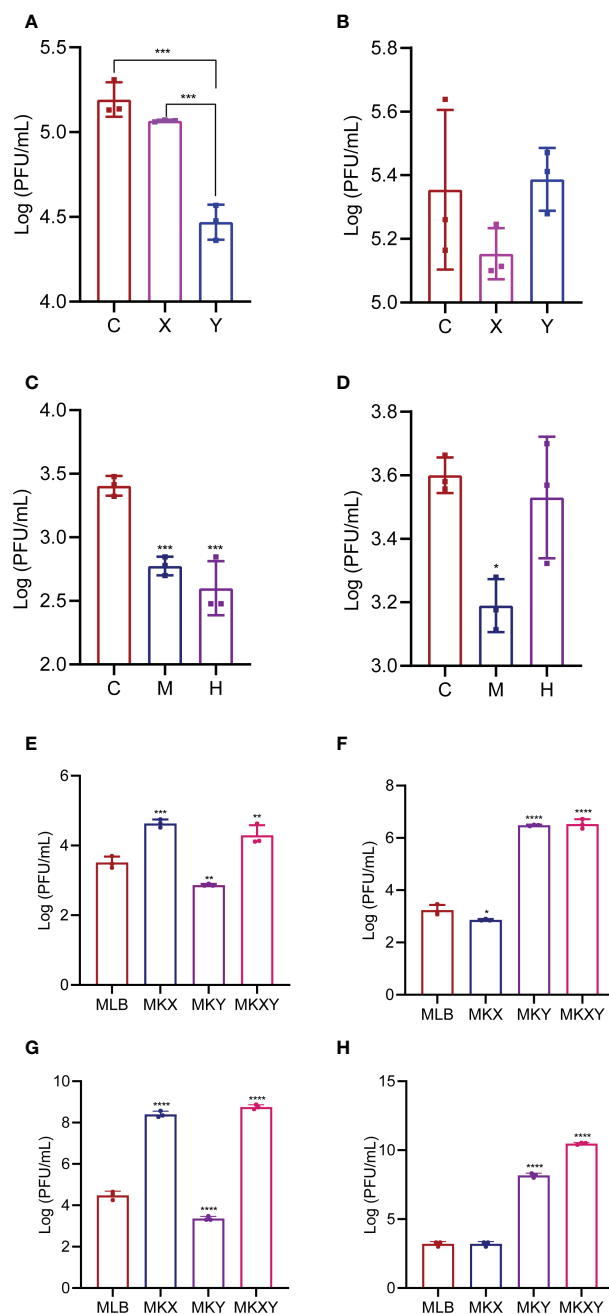 A
Log (PFU/mL)
5.5
5.0
4.5
4.0
***
***
C X Y
B
Log (PFU/mL)
5.8
5.6
5.4
5.2
5.0
C X Y
C
Log (PFU/mL)
4.0
3.5
3.0
2.5
2.0
*** ***
C M H
D
Log (PFU/mL)
3.8
3.6
3.4
3.2
3.0
*
C M H
E
Log (PFU/mL)
6
4
2
0
*** ** **
MLB MKX MKY MKXY
F
Log (PFU/mL)
8
6
4
2
0
* **** ****
MLB MKX MKY MKXY
G
Log (PFU/mL)
10
8
6
4
2
0
**** **** ****
MLB MKX MKY MKXY
H
Log (PFU/mL)
15
10
5
0
**** ****
MLB MKX MKY MKXY